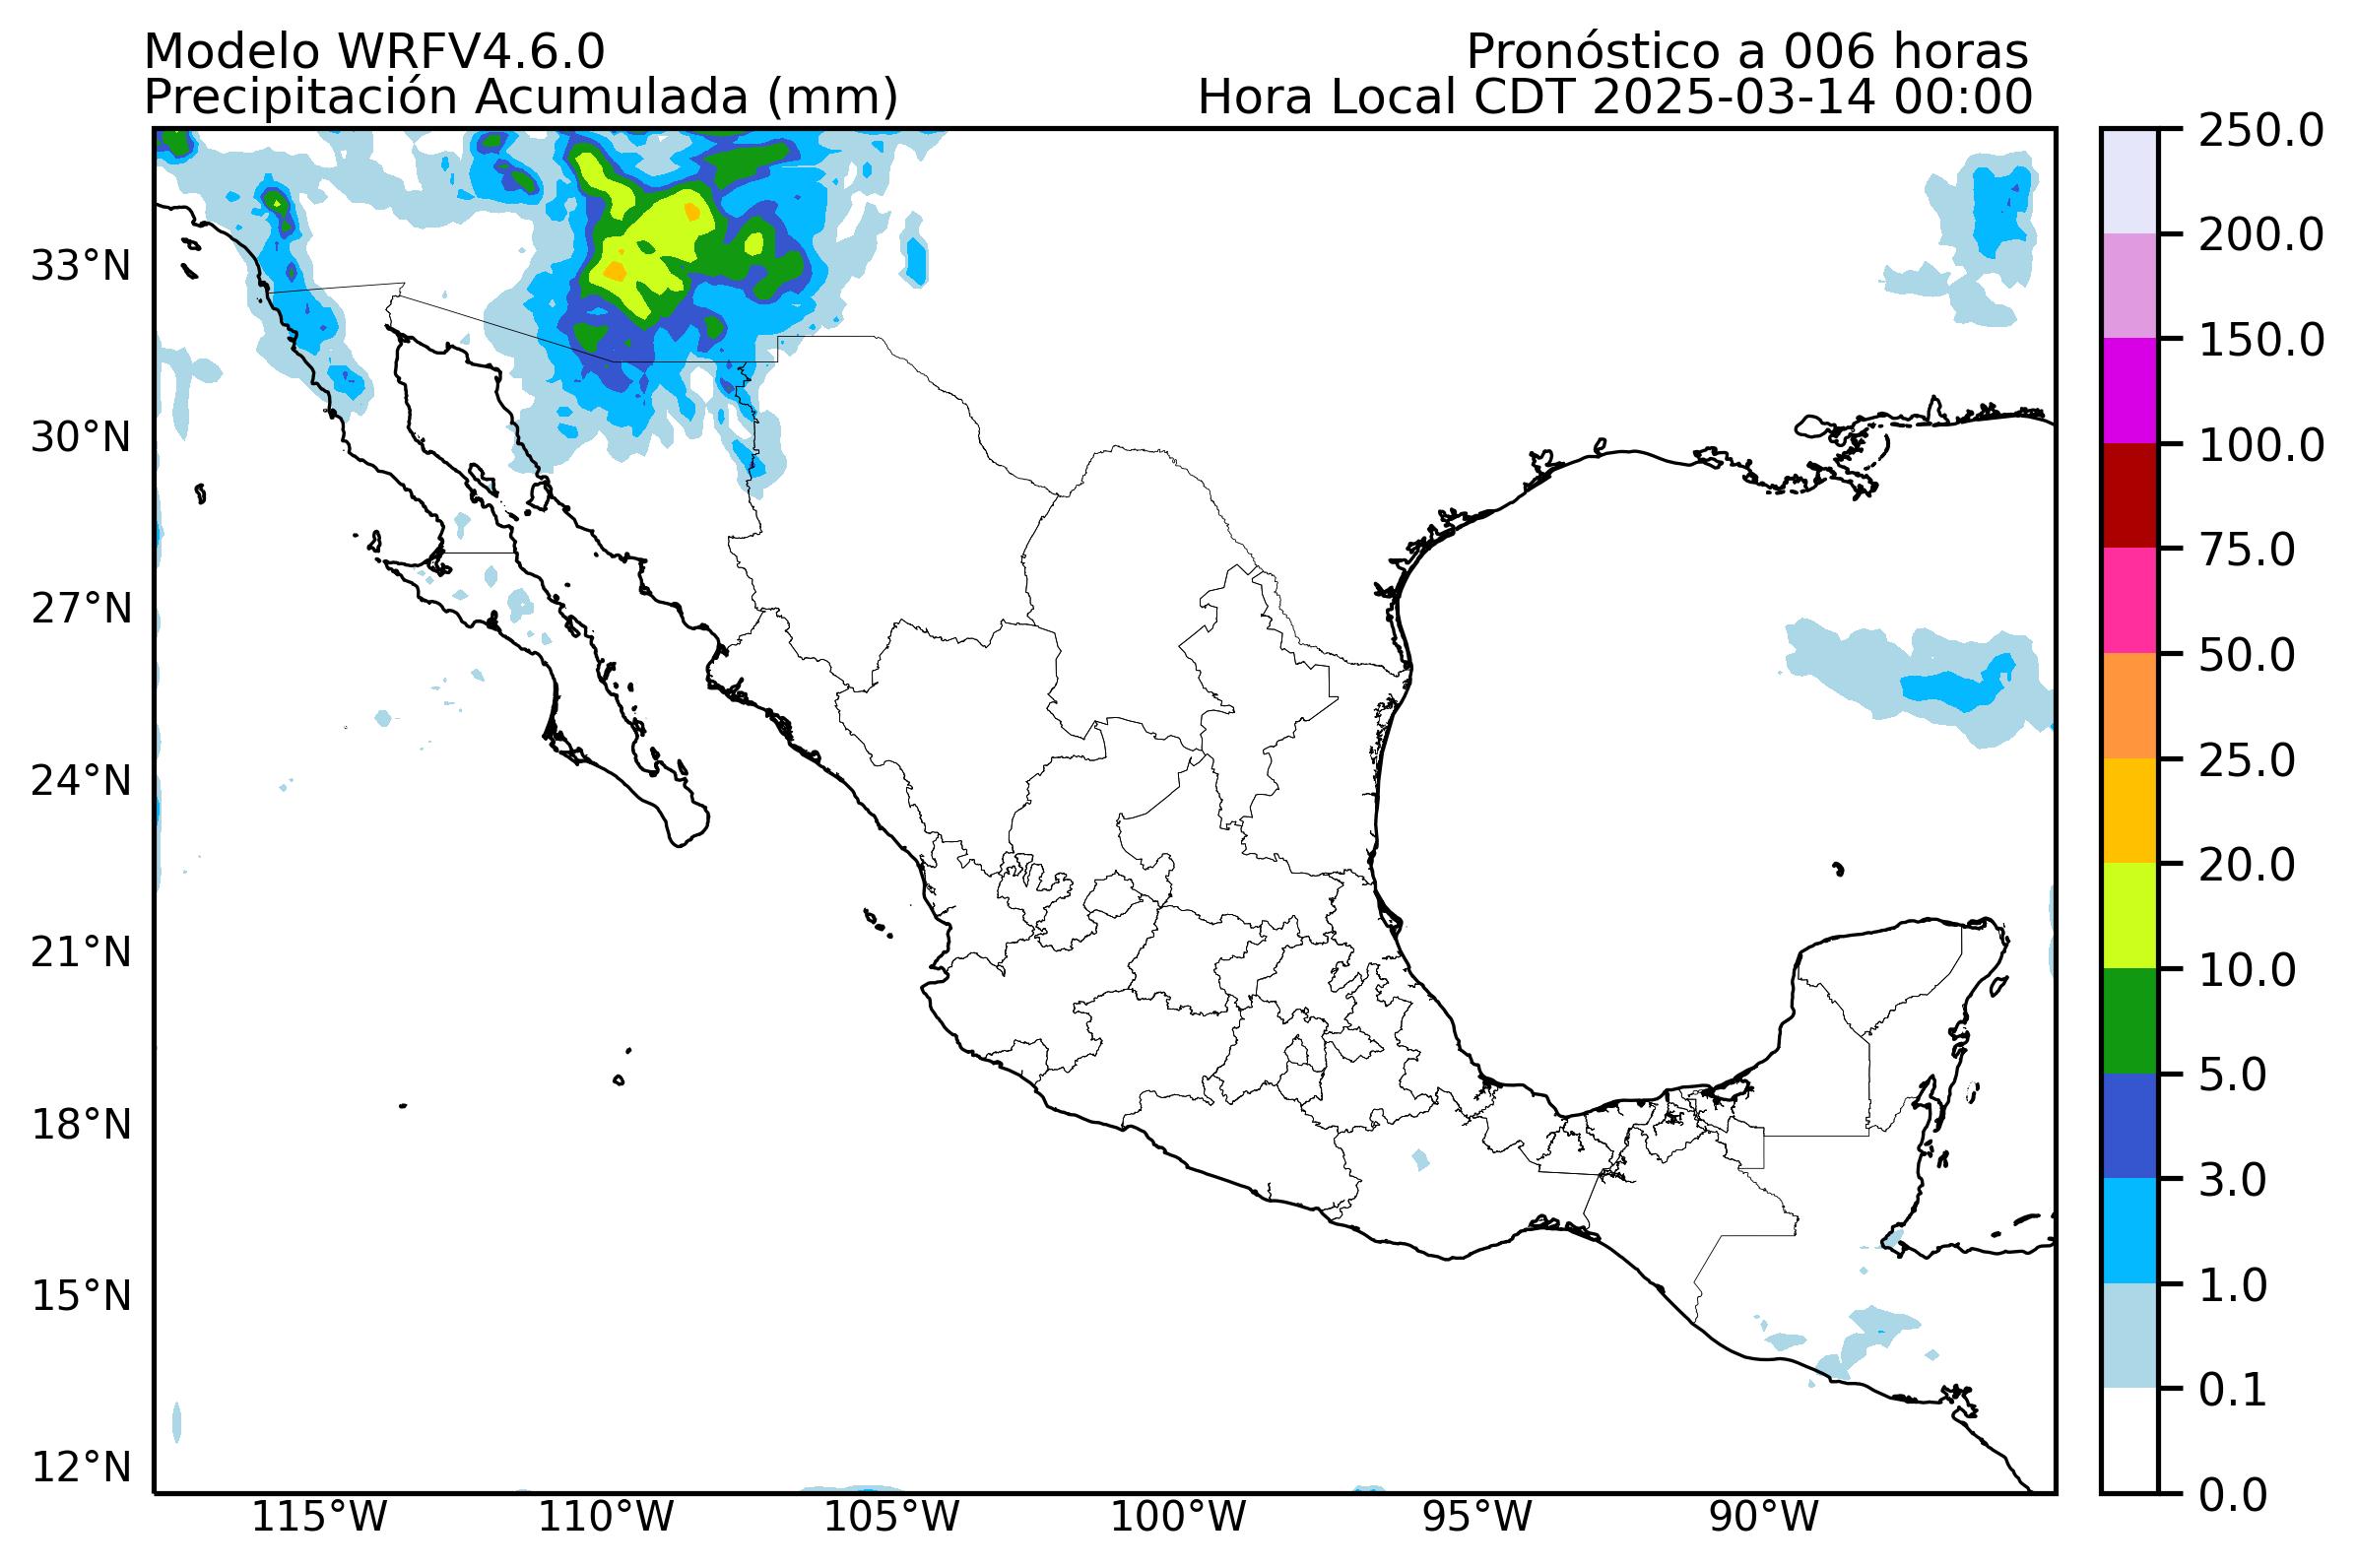 Modelo WRFV4.6.0
Pronóstico a 006 horas
Precipitación Acumulada (mm)
Hora Local CDT 2025-03-14 00:00
33°N
30°N
27°N
24°N
21°N
18°N
15°N
12°N
115°W
110°W
105°W
100°W
95°W
90°W
250.0
200.0
150.0
100.0
75.0
50.0
25.0
20.0
10.0
5.0
3.0
1.0
0.1
0.0